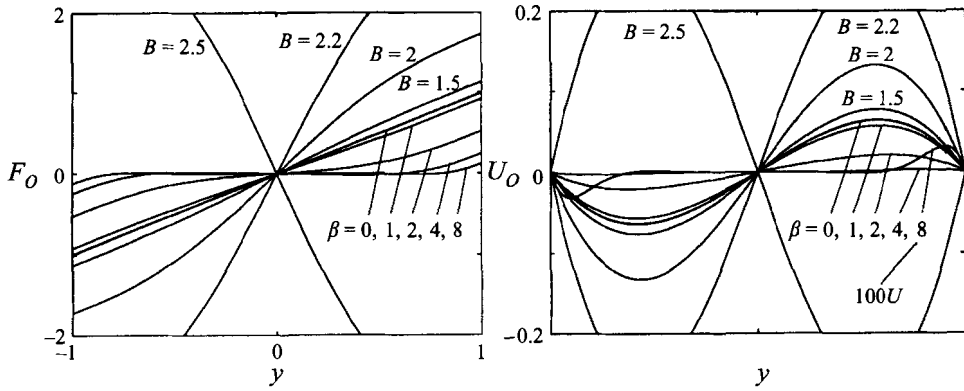 2
B = 2.5
B = 2.2
B = 2
B = 1.5
1
F_O
0
β = 0, 1, 2, 4, 8
−2
−1
0
1
y
0.2
B = 2.5
B = 2.2
B = 2
B = 1.5
U_O
0
β = 0, 1, 2, 4, 8
100U
−0.2
y